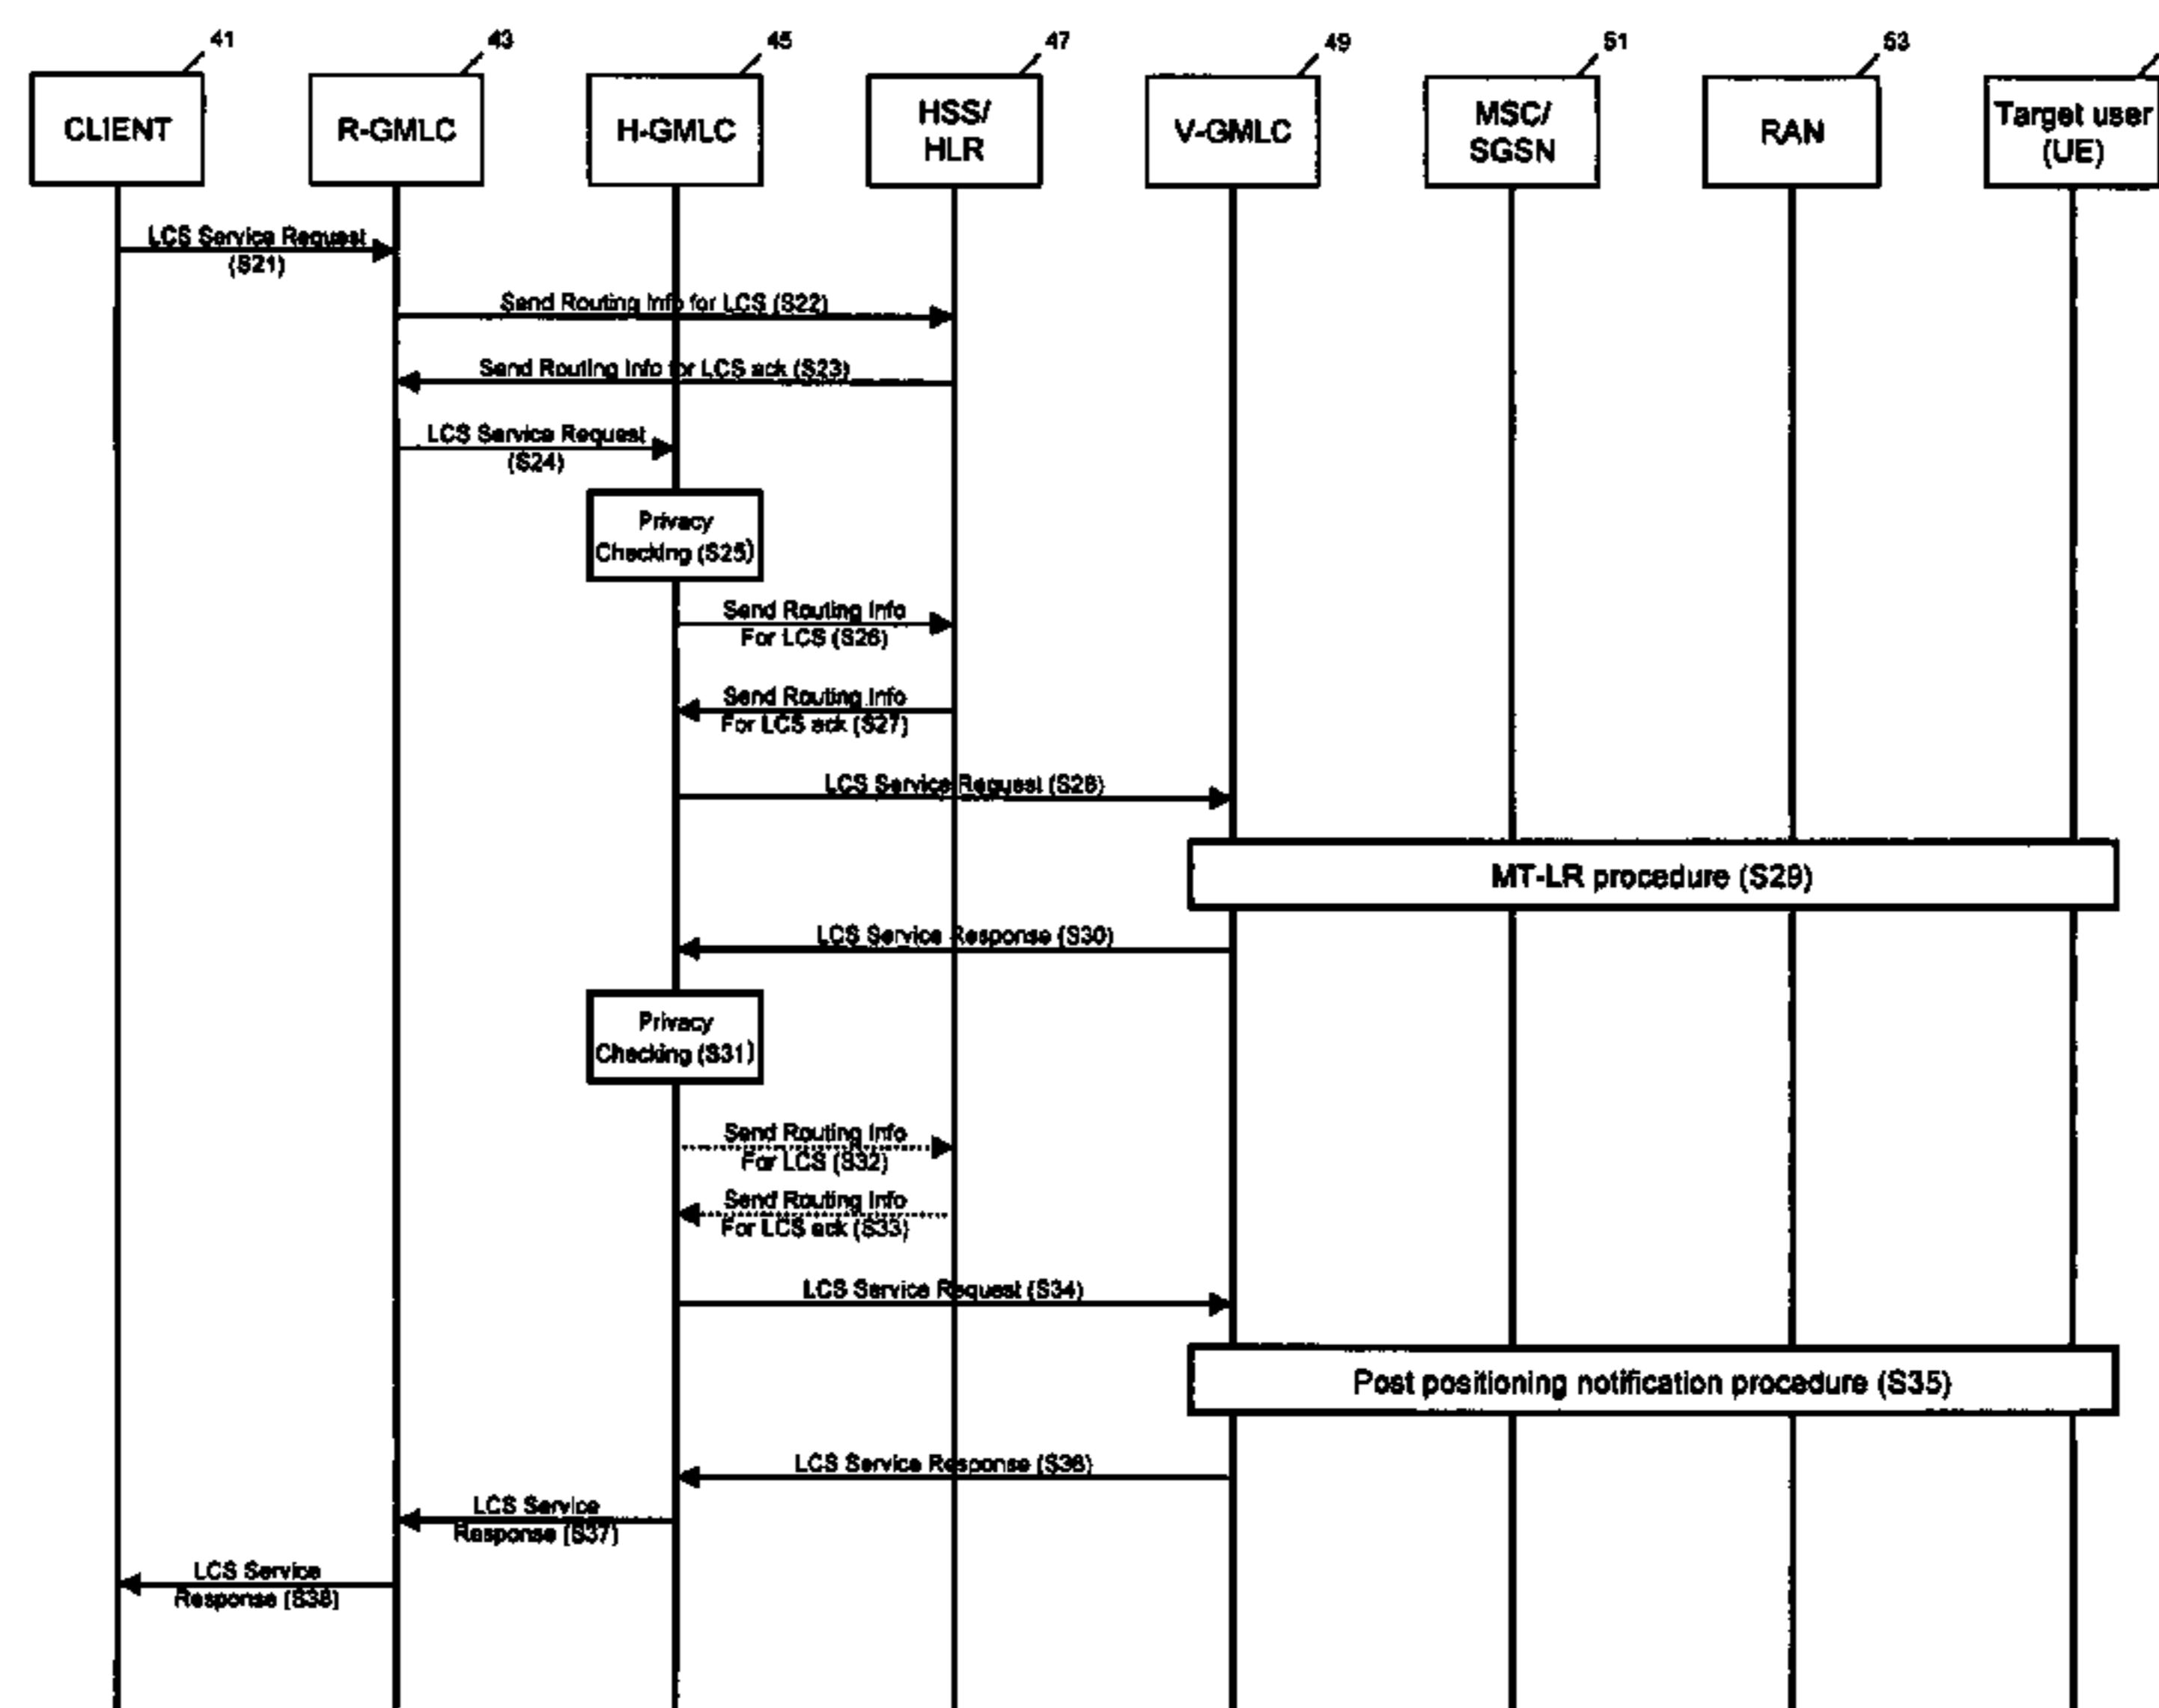 41
43
45
47
49
51
53
CLIENT
R-GMLC
H-GMLC
HSS/
HLR
V-GMLC
MSC/
SGSN
RAN
Target user
(UE)
LCS Service Request
(S21)
Send Routing Info for LCS (S22)
Send Routing Info for LCS ack (S23)
LCS Service Request
(S24)
Privacy
Checking (S25)
Send Routing Info
For LCS (S26)
Send Routing Info
For LCS ack (S27)
LCS Service Request (S28)
MT-LR procedure (S29)
LCS Service Response (S30)
Privacy
Checking (S31)
Send Routing Info
For LCS (S32)
Send Routing Info
For LCS ack (S33)
LCS Service Request (S34)
Post positioning notification procedure (S35)
LCS Service Response (S36)
LCS Service
Response (S37)
LCS Service
Response (S38)